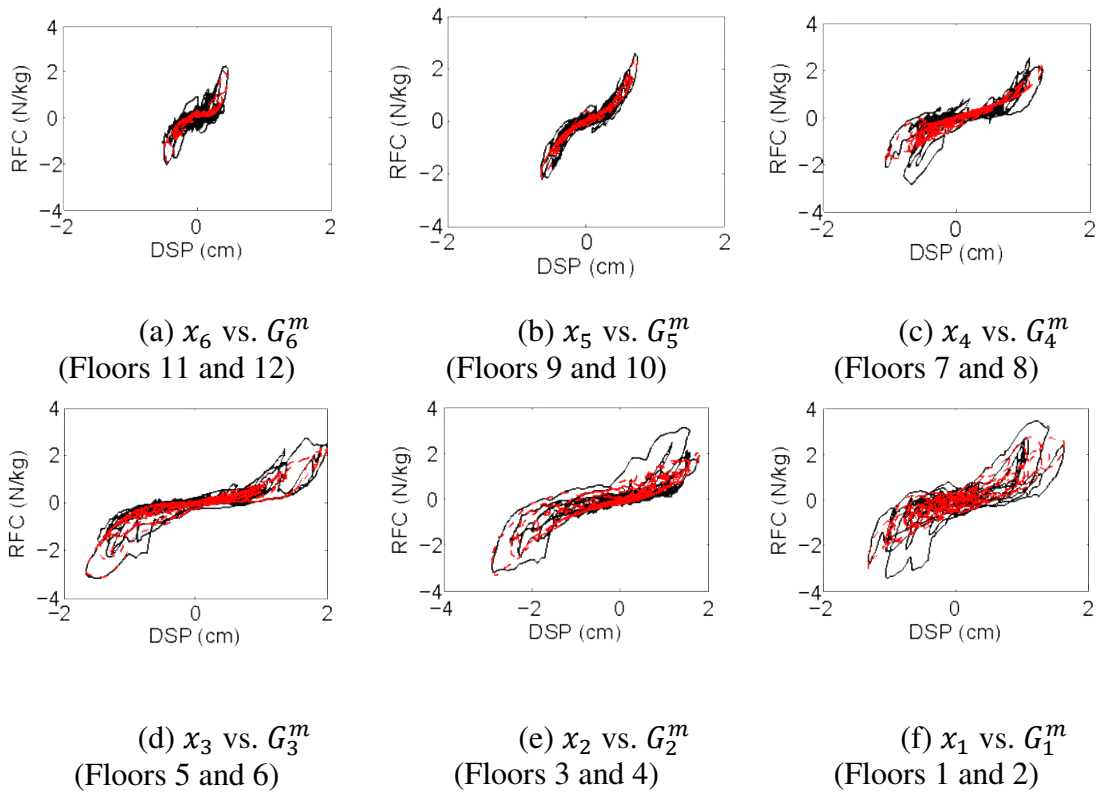 4
2
0
−2
−4
RFC (N/kg)
−2 0 2
DSP (cm)
4
2
0
−2
−4
RFC (N/kg)
−2 0 2
DSP (cm)
4
2
0
−2
−4
RFC (N/kg)
−2 0 2
DSP (cm)
(a) x₆ vs. G₆ᵐ
(Floors 11 and 12)
(b) x₅ vs. G₅ᵐ
(Floors 9 and 10)
(c) x₄ vs. G₄ᵐ
(Floors 7 and 8)
4
2
0
−2
−4
RFC (N/kg)
−2 0 2
DSP (cm)
4
2
0
−2
−4
RFC (N/kg)
−4 −2 0 2
DSP (cm)
4
2
0
−2
−4
RFC (N/kg)
−2 0 2
DSP (cm)
(d) x₃ vs. G₃ᵐ
(Floors 5 and 6)
(e) x₂ vs. G₂ᵐ
(Floors 3 and 4)
(f) x₁ vs. G₁ᵐ
(Floors 1 and 2)